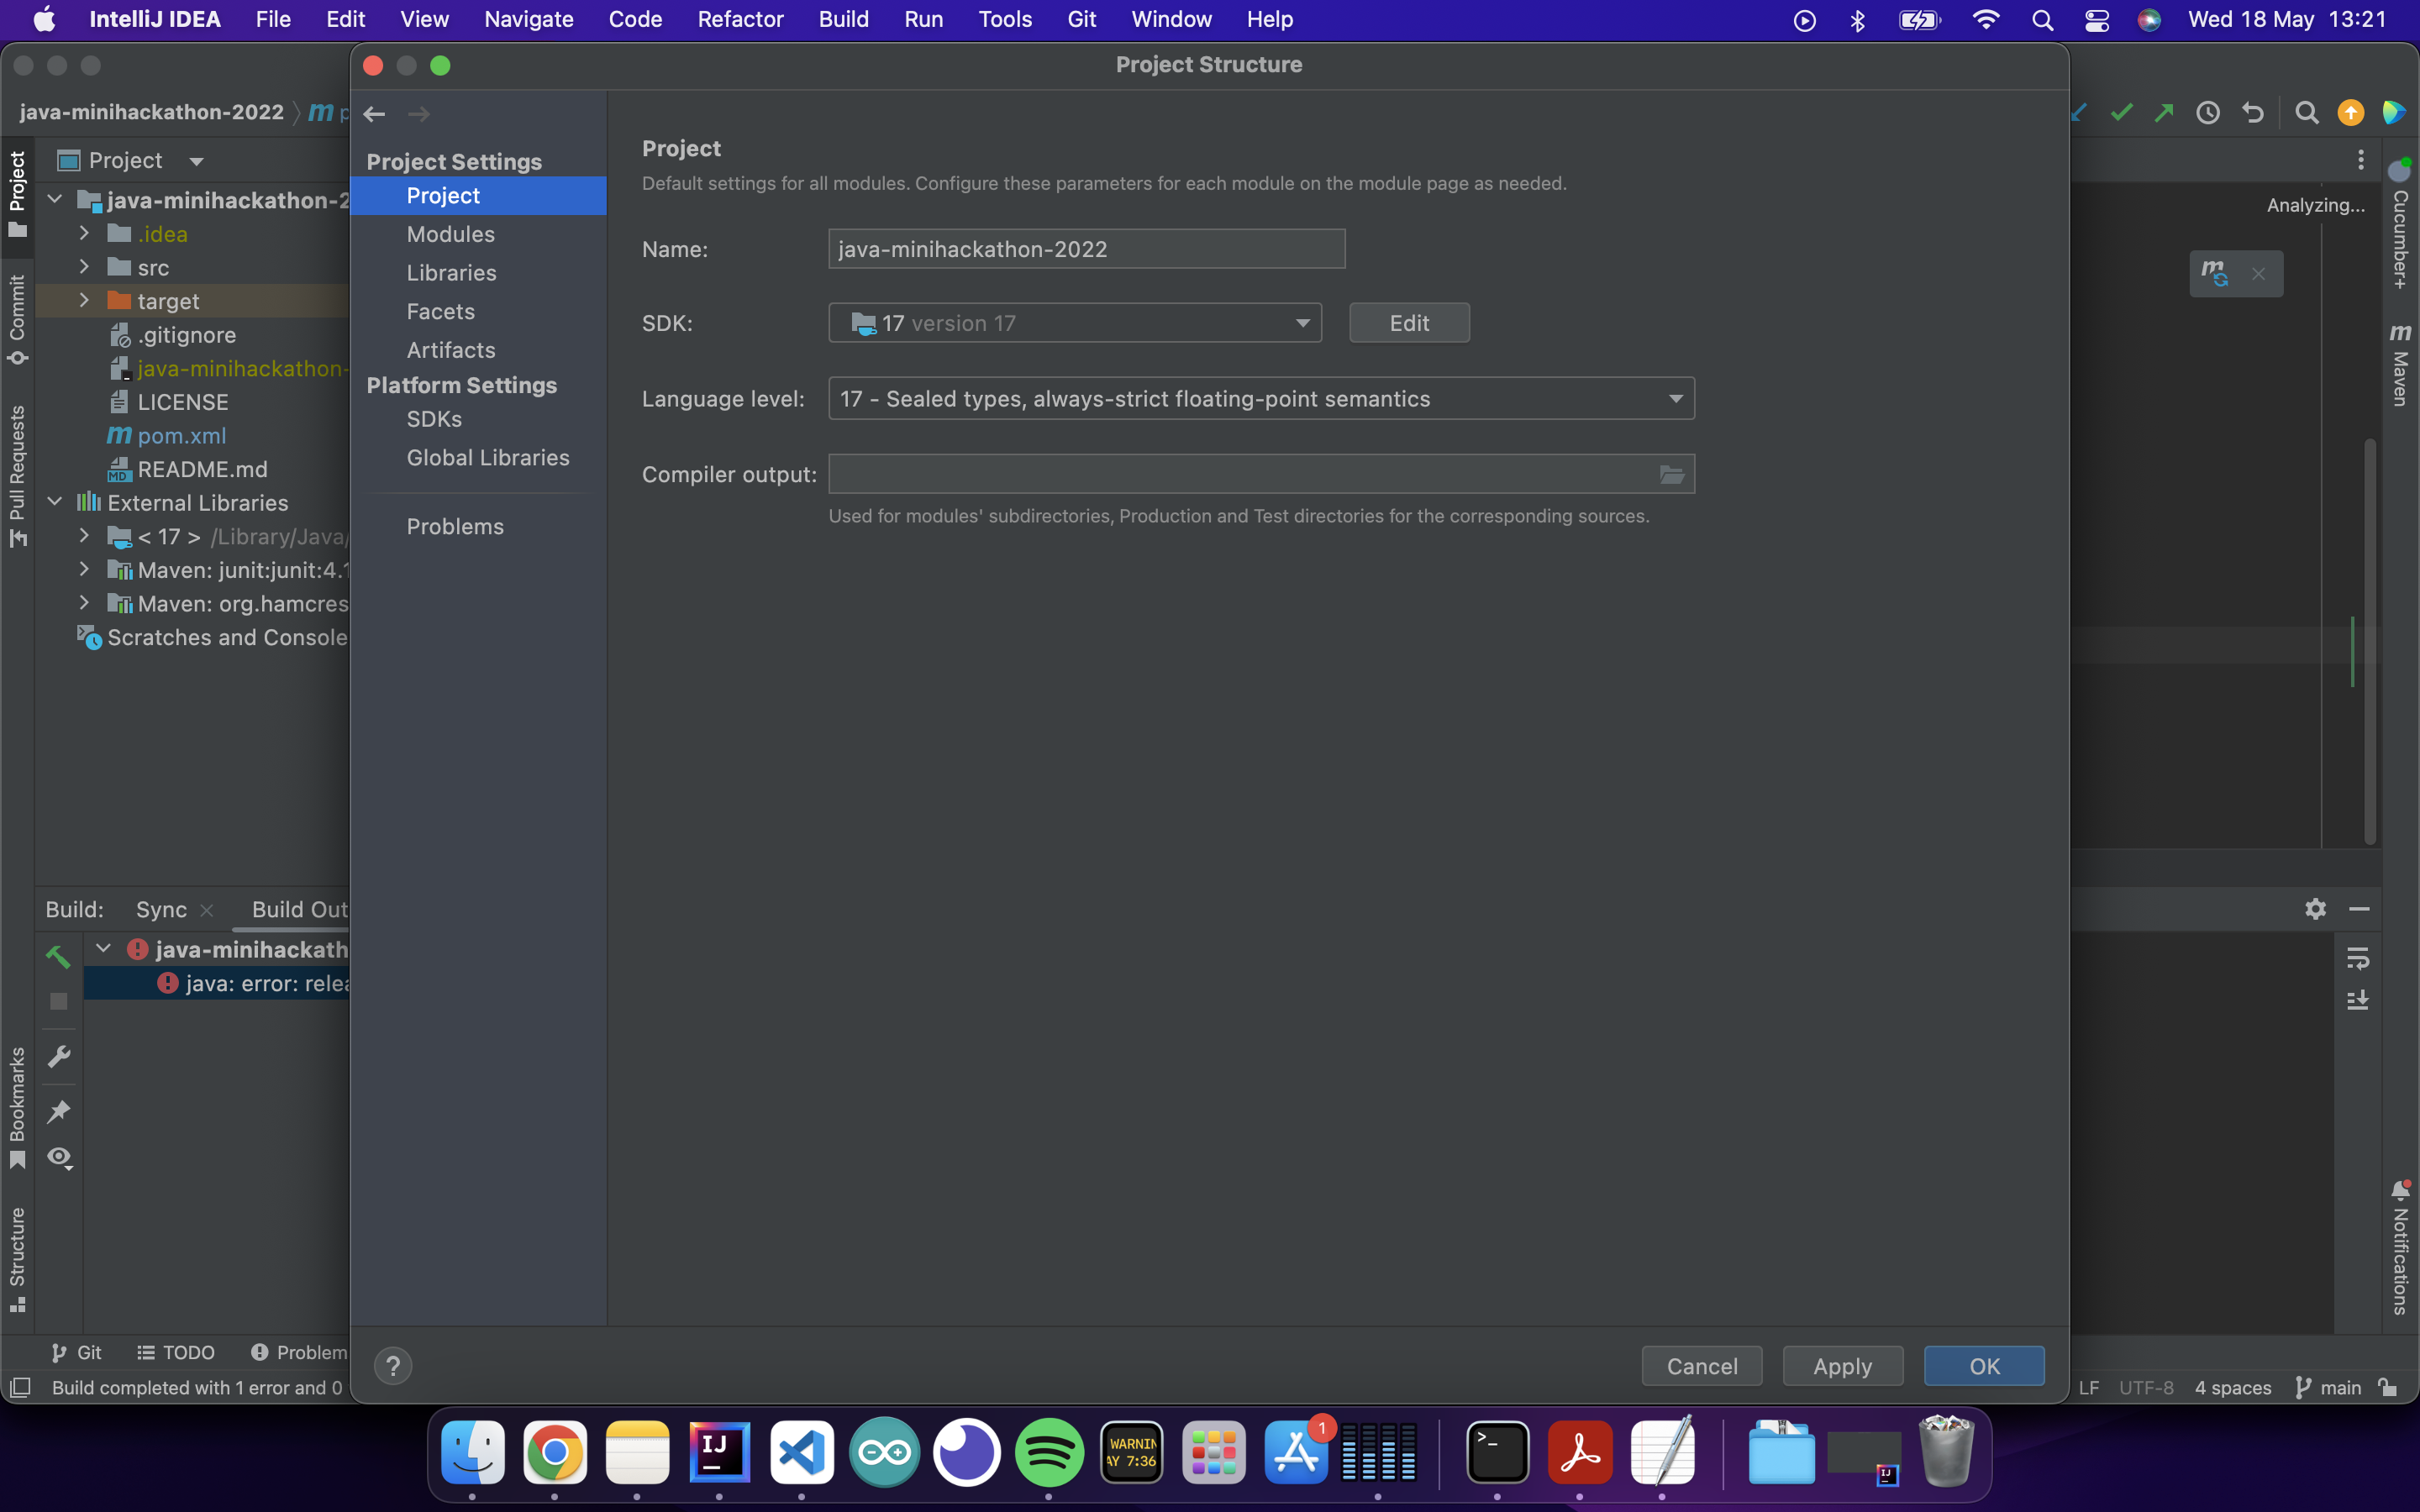 IntelliJ IDEA File Edit View Navigate Code Refactor Build Run Tools Git Window Help Wed 18 May 13:21
Project Structure
java-minihackathon-2022 m p
Project
Analyzing...
java-minihackathon-2
.idea
src
target
.gitignore
java-minihackathon-
LICENSE
m pom.xml
MD README.md
External Libraries
< 17 > /Library/Java/
Maven: junit:junit:4.1
Maven: org.hamcres
Scratches and Console
Project
Commit
Pull Requests
Bookmarks
Structure
Project Settings
Project
Modules
Libraries
Facets
Artifacts
Platform Settings
SDKs
Global Libraries
Problems
Project
Default settings for all modules. Configure these parameters for each module on the module page as needed.
Name: java-minihackathon-2022
SDK: 17 version 17 Edit
Language level: 17 - Sealed types, always-strict floating-point semantics
Compiler output:
Used for modules' subdirectories, Production and Test directories for the corresponding sources.
m
Cucumber+
m Maven
Notifications
Build: Sync Build Out
java-minihackath
java: error: relea
Git TODO Problem
? Cancel Apply OK
Build completed with 1 error and 0
LF UTF-8 4 spaces main
IJ
WARNIN
AY 7:36
1
>_
IJ